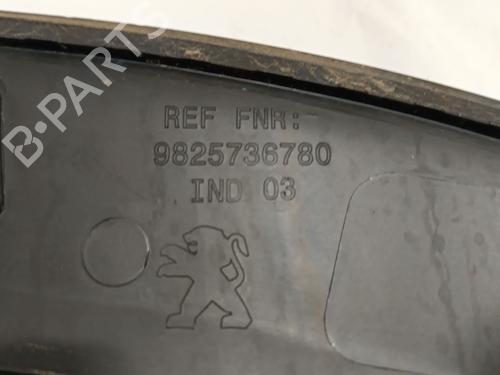 B-PARTS
REF FNR:-
9825736780
IND 03